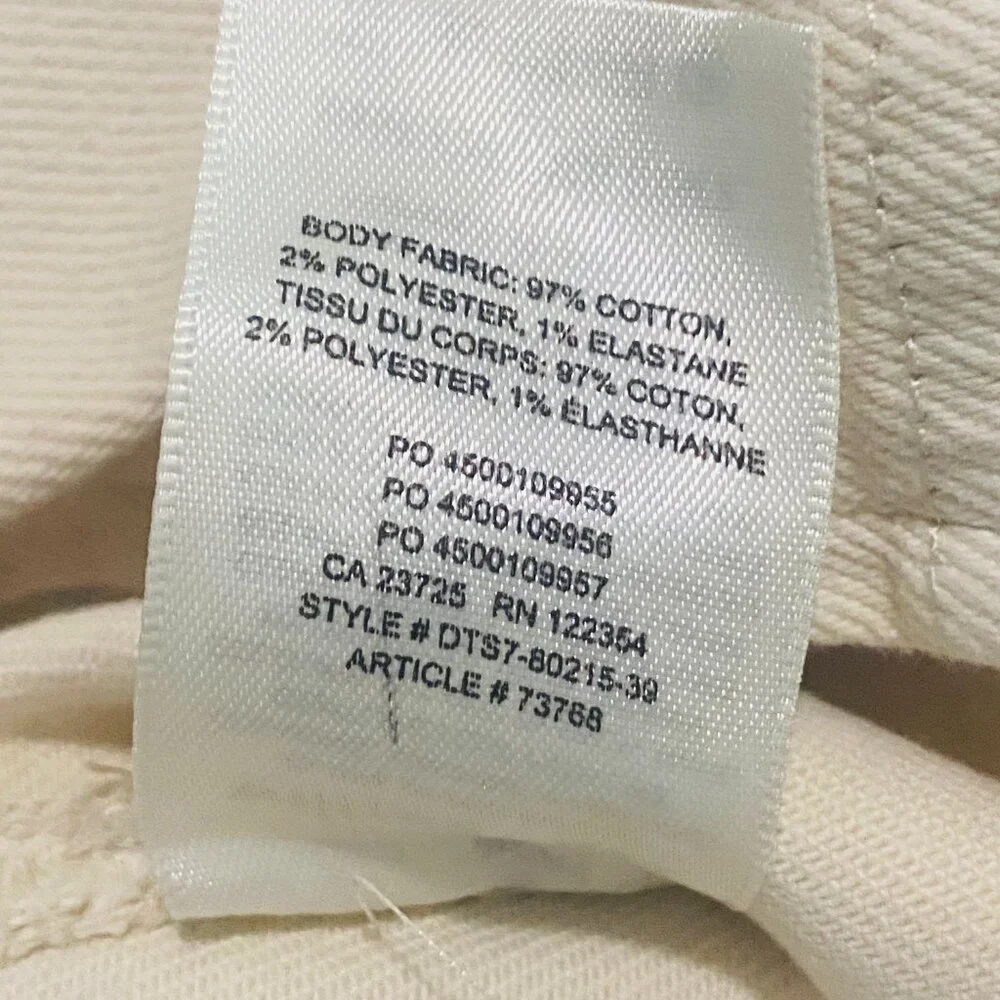 BODY FABRIC: 97% COTTON,
2% POLYESTER, 1% ELASTANE
TISSU DU CORPS: 97% COTON,
2% POLYESTER, 1% ÉLASTHANNE
PO 4500109955
PO 4500109956
PO 4500109957
CA 23725 RN 122354
STYLE # DTS7-80215-39
ARTICLE # 73768